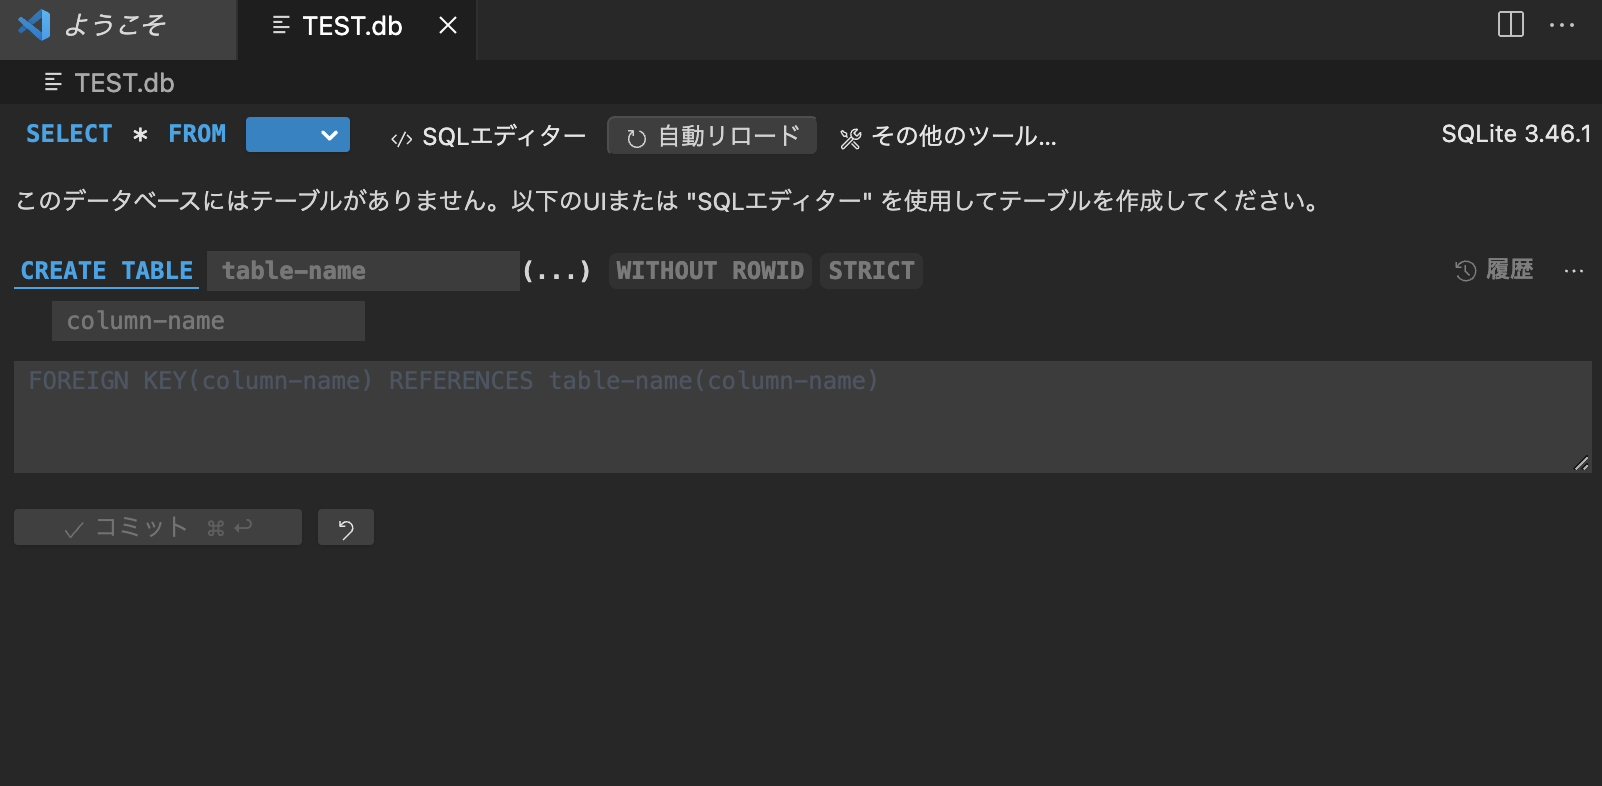 ようこそ TEST.db
TEST.db
SELECT * FROM SQLエディター 自動リロード その他のツール... SQLite 3.46.1
このデータベースにはテーブルがありません。以下のUIまたは "SQLエディター" を使用してテーブルを作成してください。
CREATE TABLE table-name (...) WITHOUT ROWID STRICT 履歴 ...
column-name
FOREIGN KEY(column-name) REFERENCES table-name(column-name)
コミット ⌘⏎